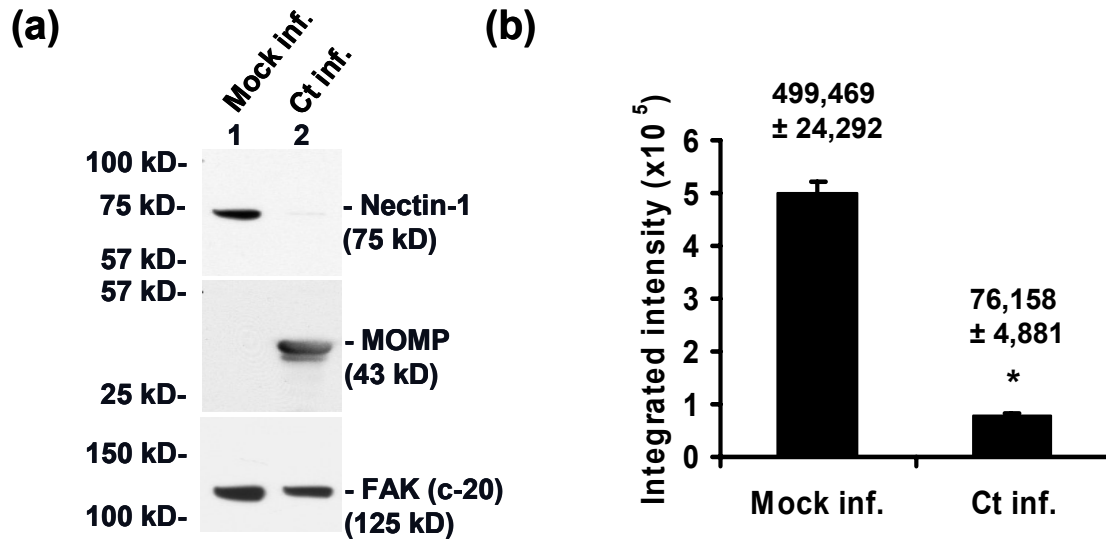 (a)
Mock inf.
Ct inf.
1 2
100 kD-
75 kD-
- Nectin-1
(75 kD)
57 kD-
57 kD-
- MOMP
(43 kD)
25 kD-
150 kD-
- FAK (c-20)
(125 kD)
100 kD-
(b)
499,469
± 24,292
76,158
± 4,881
*
Integrated intensity (x10 5)
6
5
4
3
2
1
0
Mock inf. Ct inf.